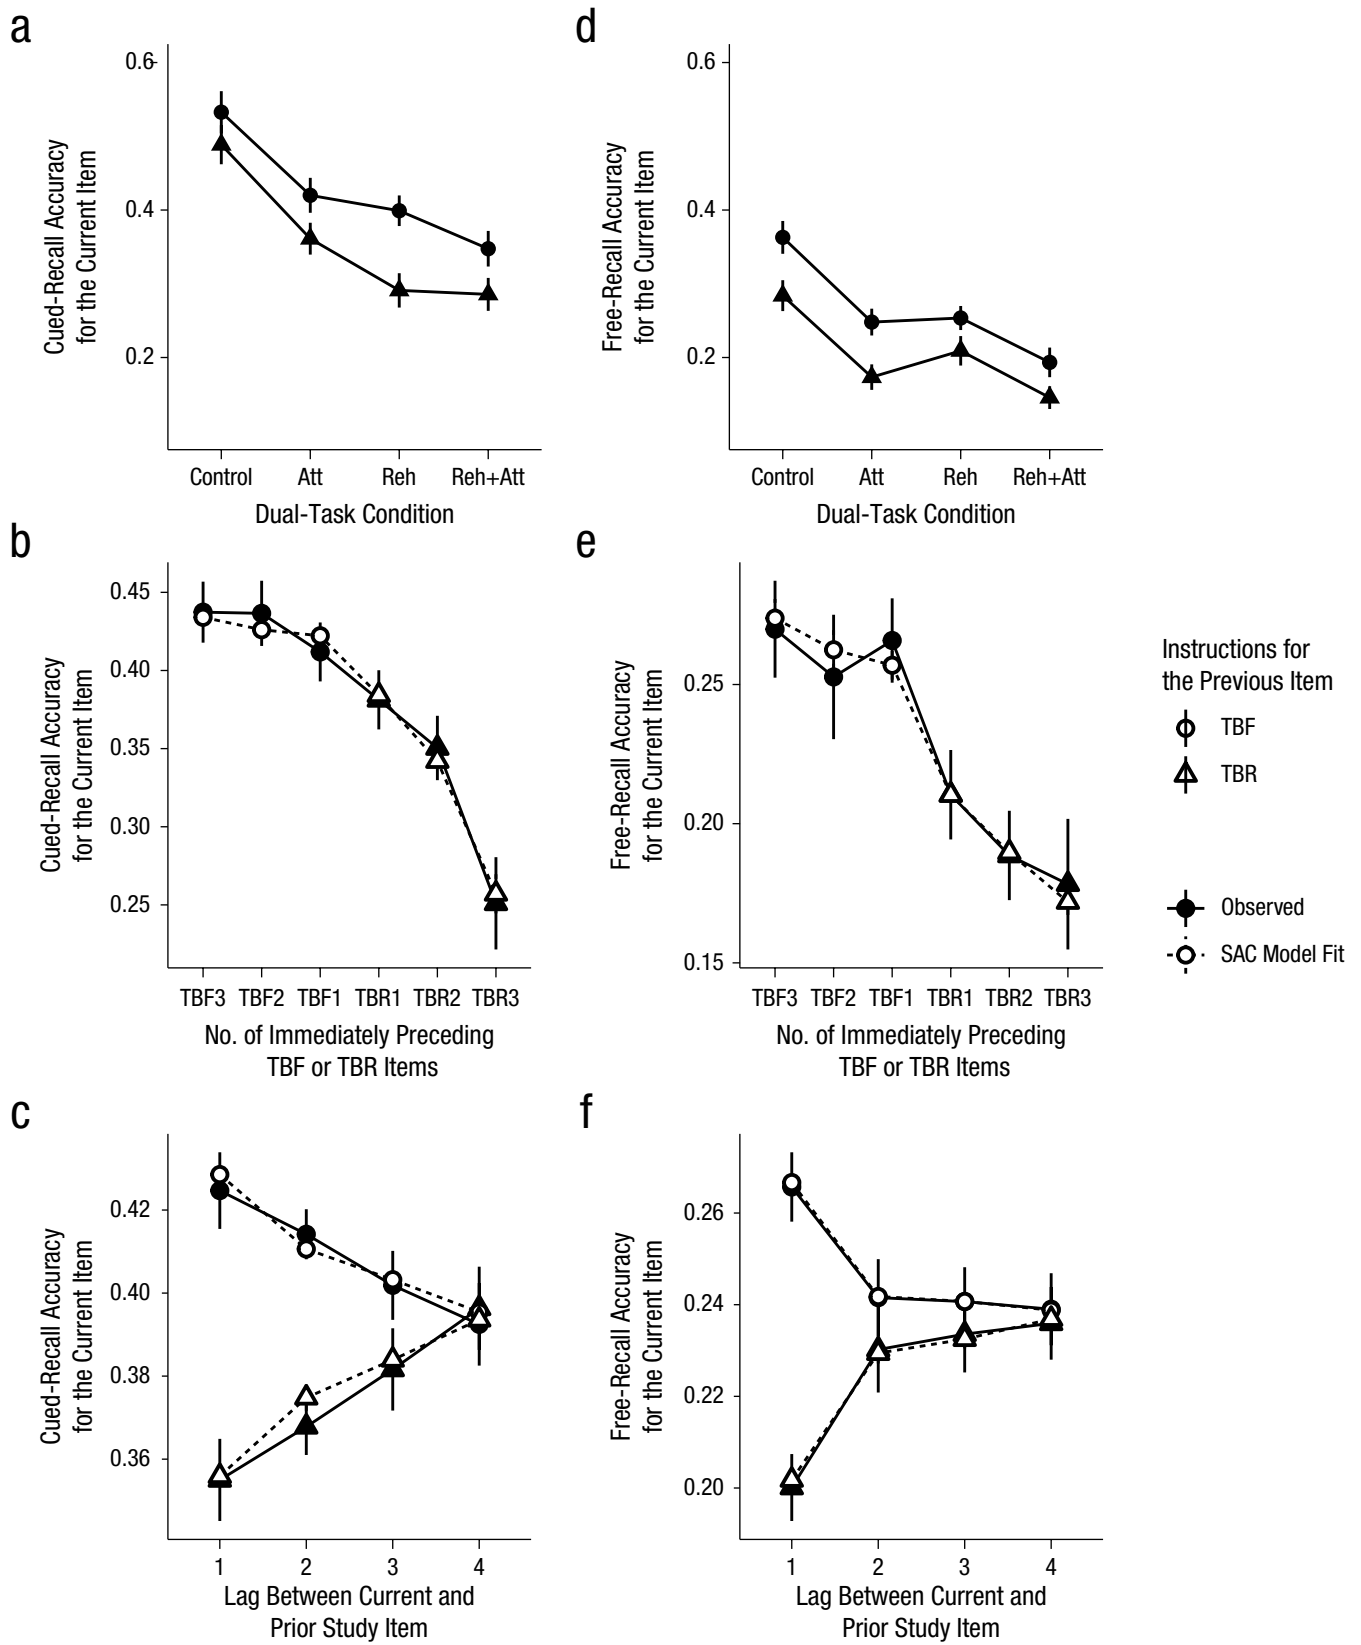 a
Cued-Recall Accuracy
for the Current Item
0.6
0.4
0.2
Control Att Reh Reh+Att
Dual-Task Condition
d
Free-Recall Accuracy
for the Current Item
0.6
0.4
0.2
Control Att Reh Reh+Att
Dual-Task Condition
b
Cued-Recall Accuracy
for the Current Item
0.45
0.40
0.35
0.30
0.25
TBF3 TBF2 TBF1 TBR1 TBR2 TBR3
No. of Immediately Preceding
TBF or TBR Items
e
Free-Recall Accuracy
for the Current Item
0.25
0.20
0.15
TBF3 TBF2 TBF1 TBR1 TBR2 TBR3
No. of Immediately Preceding
TBF or TBR Items
Instructions for
the Previous Item
TBF
TBR
Observed
SAC Model Fit
c
Cued-Recall Accuracy
for the Current Item
0.42
0.40
0.38
0.36
1 2 3 4
Lag Between Current and
Prior Study Item
f
Free-Recall Accuracy
for the Current Item
0.26
0.24
0.22
0.20
1 2 3 4
Lag Between Current and
Prior Study Item